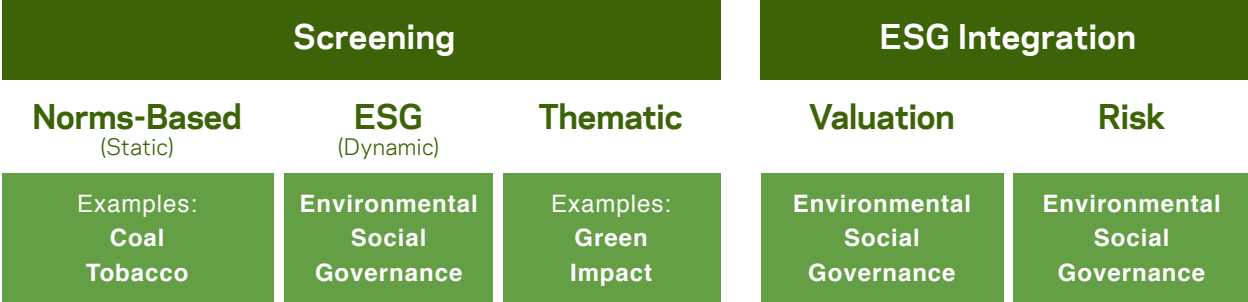 Screening
Norms-Based
(Static)
Examples:
Coal
Tobacco
ESG
(Dynamic)
Environmental
Social
Governance
Thematic
Examples:
Green
Impact
ESG Integration
Valuation
Environmental
Social
Governance
Risk
Environmental
Social
Governance